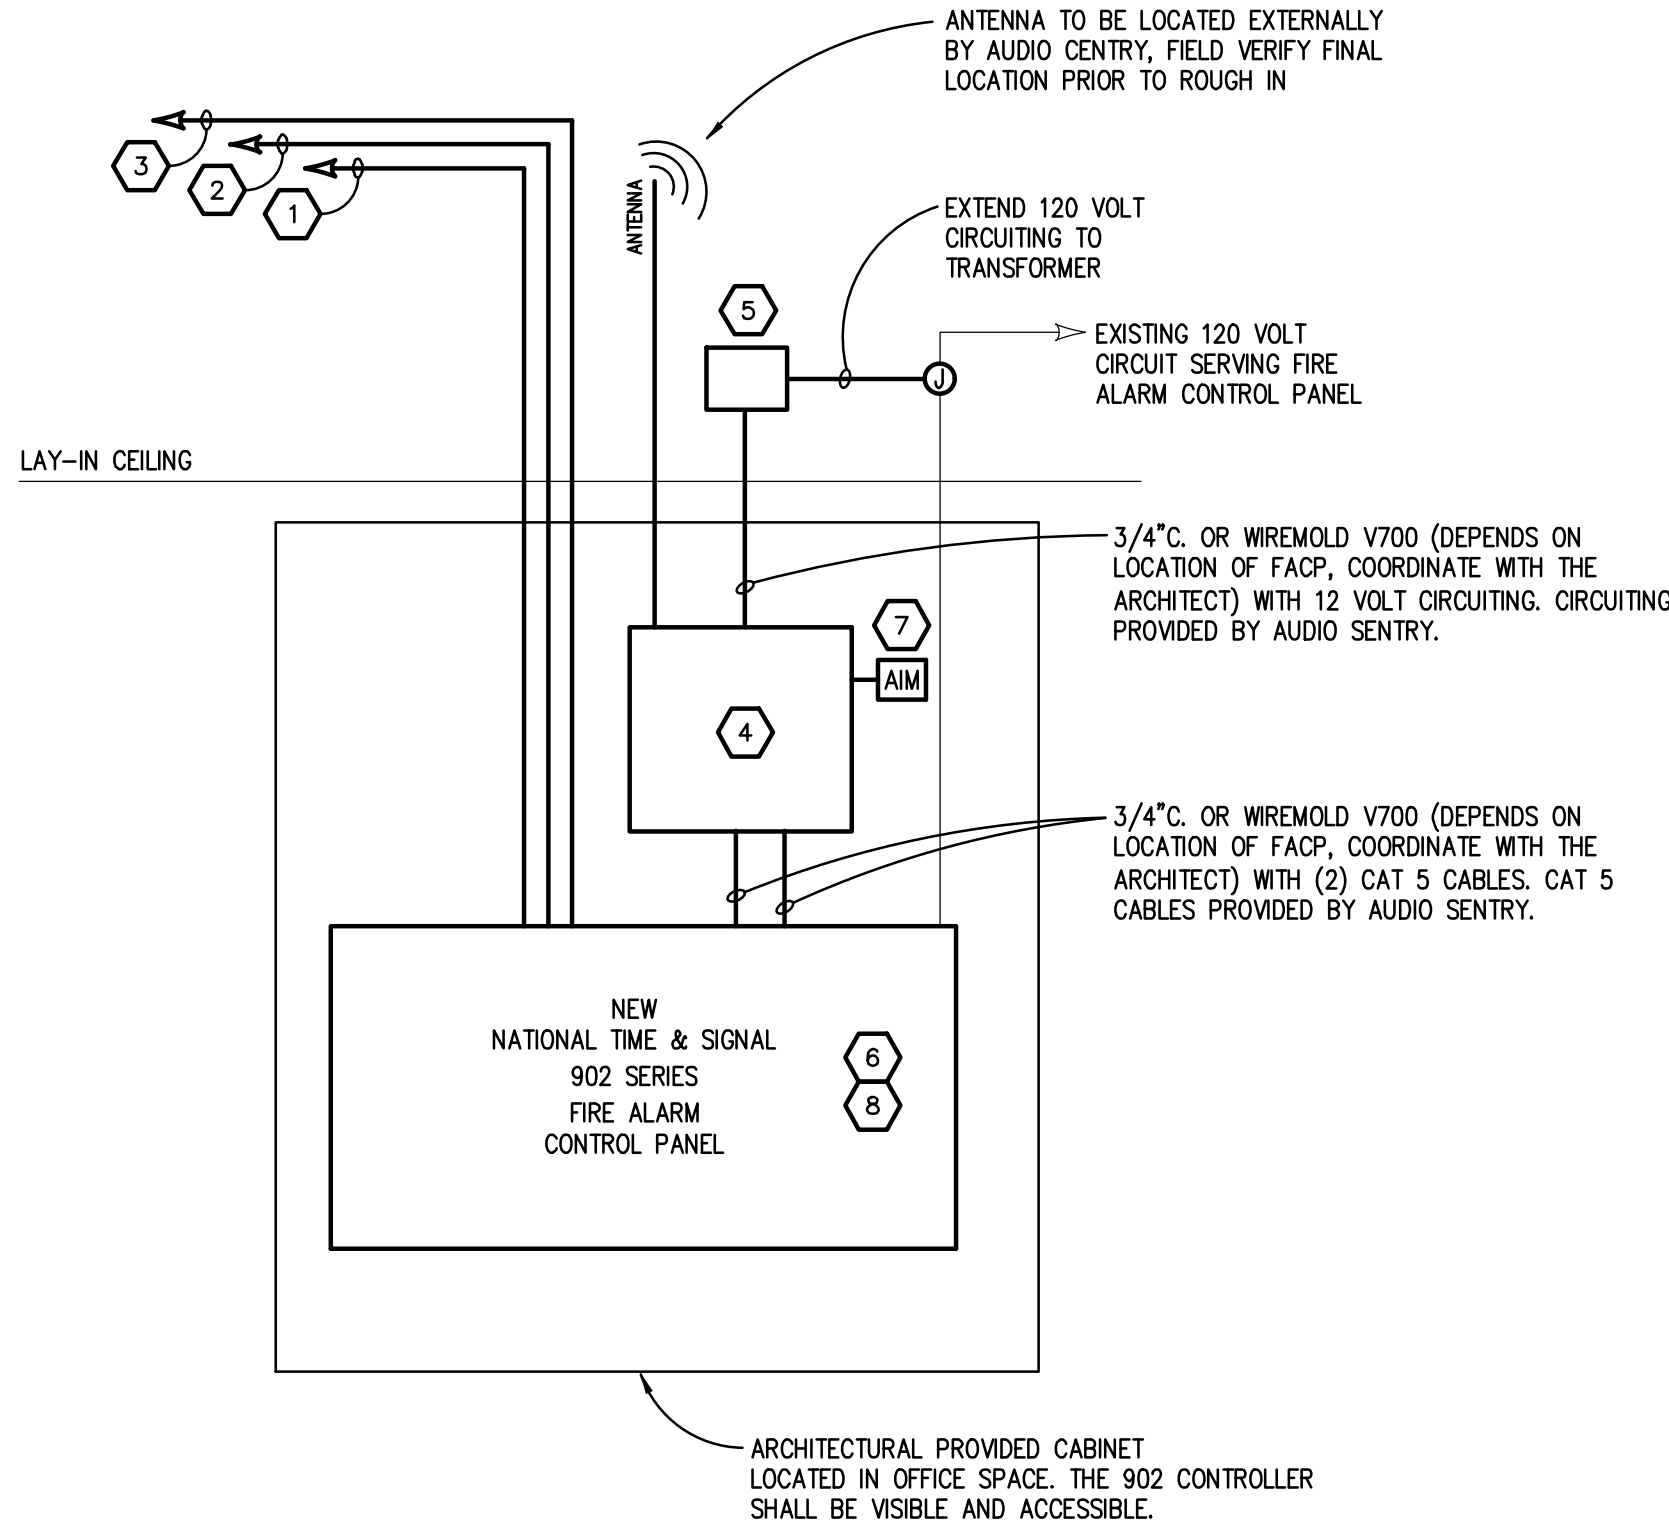 ANTENNA TO BE LOCATED EXTERNALLY
BY AUDIO CENTRY, FIELD VERIFY FINAL
LOCATION PRIOR TO ROUGH IN
3
2
1
ANTENNA
EXTEND 120 VOLT
CIRCUITING TO
TRANSFORMER
5
EXISTING 120 VOLT
CIRCUIT SERVING FIRE
ALARM CONTROL PANEL
J
LAY-IN CEILING
3/4"C. OR WIREMOLD V700 (DEPENDS ON
LOCATION OF FACP, COORDINATE WITH THE
ARCHITECT) WITH 12 VOLT CIRCUITING. CIRCUITING
PROVIDED BY AUDIO SENTRY.
7
AIM
4
3/4"C. OR WIREMOLD V700 (DEPENDS ON
LOCATION OF FACP, COORDINATE WITH THE
ARCHITECT) WITH (2) CAT 5 CABLES. CAT 5
CABLES PROVIDED BY AUDIO SENTRY.
NEW
NATIONAL TIME & SIGNAL
902 SERIES
FIRE ALARM
CONTROL PANEL
6
8
ARCHITECTURAL PROVIDED CABINET
LOCATED IN OFFICE SPACE. THE 902 CONTROLLER
SHALL BE VISIBLE AND ACCESSIBLE.